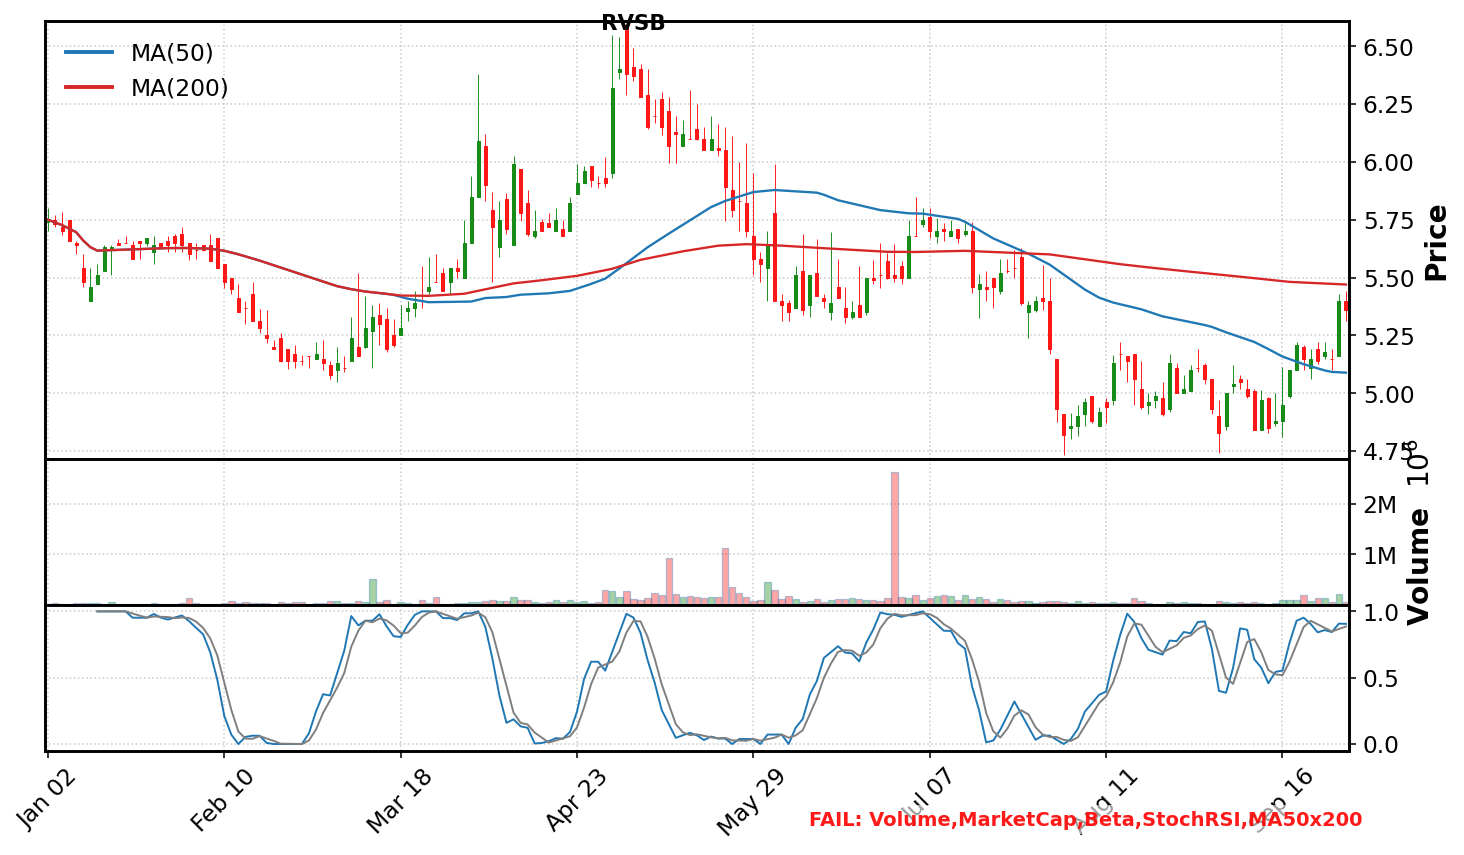 RVSB
MA(50)
MA(200)
6.50
6.25
6.00
5.75
5.50
5.25
5.00
4.75
Price
10⁶
2M
1M
Volume
1.0
0.5
0.0
Jan 02
Feb 10
Mar 18
Apr 23
May 29
Jul 07
Aug 11
Sep 16
FAIL: Volume,MarketCap,Beta,StochRSI,MA50x200